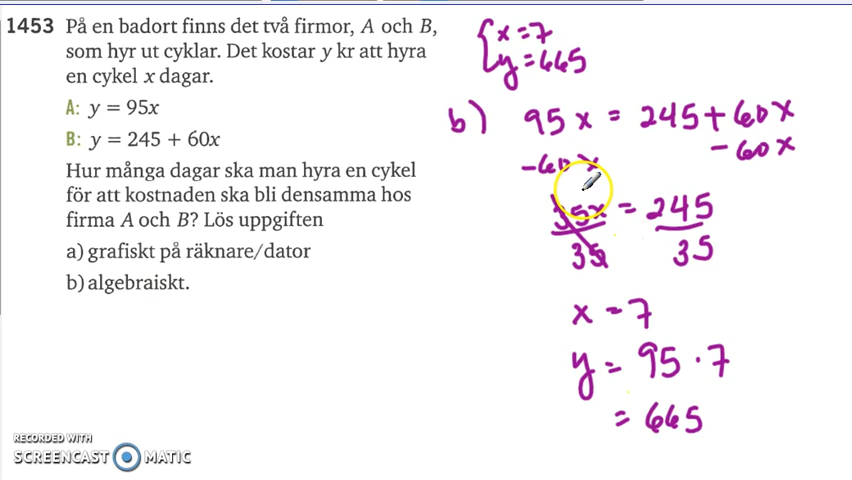 1453 På en badort finns det två firmor, A och B,
som hyr ut cyklar. Det kostar y kr att hyra
en cykel x dagar.
A: y = 95x
B: y = 245 + 60x
Hur många dagar ska man hyra en cykel
för att kostnaden ska bli densamma hos
firma A och B? Lös uppgiften
a) grafiskt på räknare/dator
b) algebraiskt.
{x = 7
y = 665
b) 95x = 245 + 60x
-60x -60x
35x = 245
35 35
x = 7
y = 95 · 7
= 665
RECORDED WITH
SCREENCAST MATIC